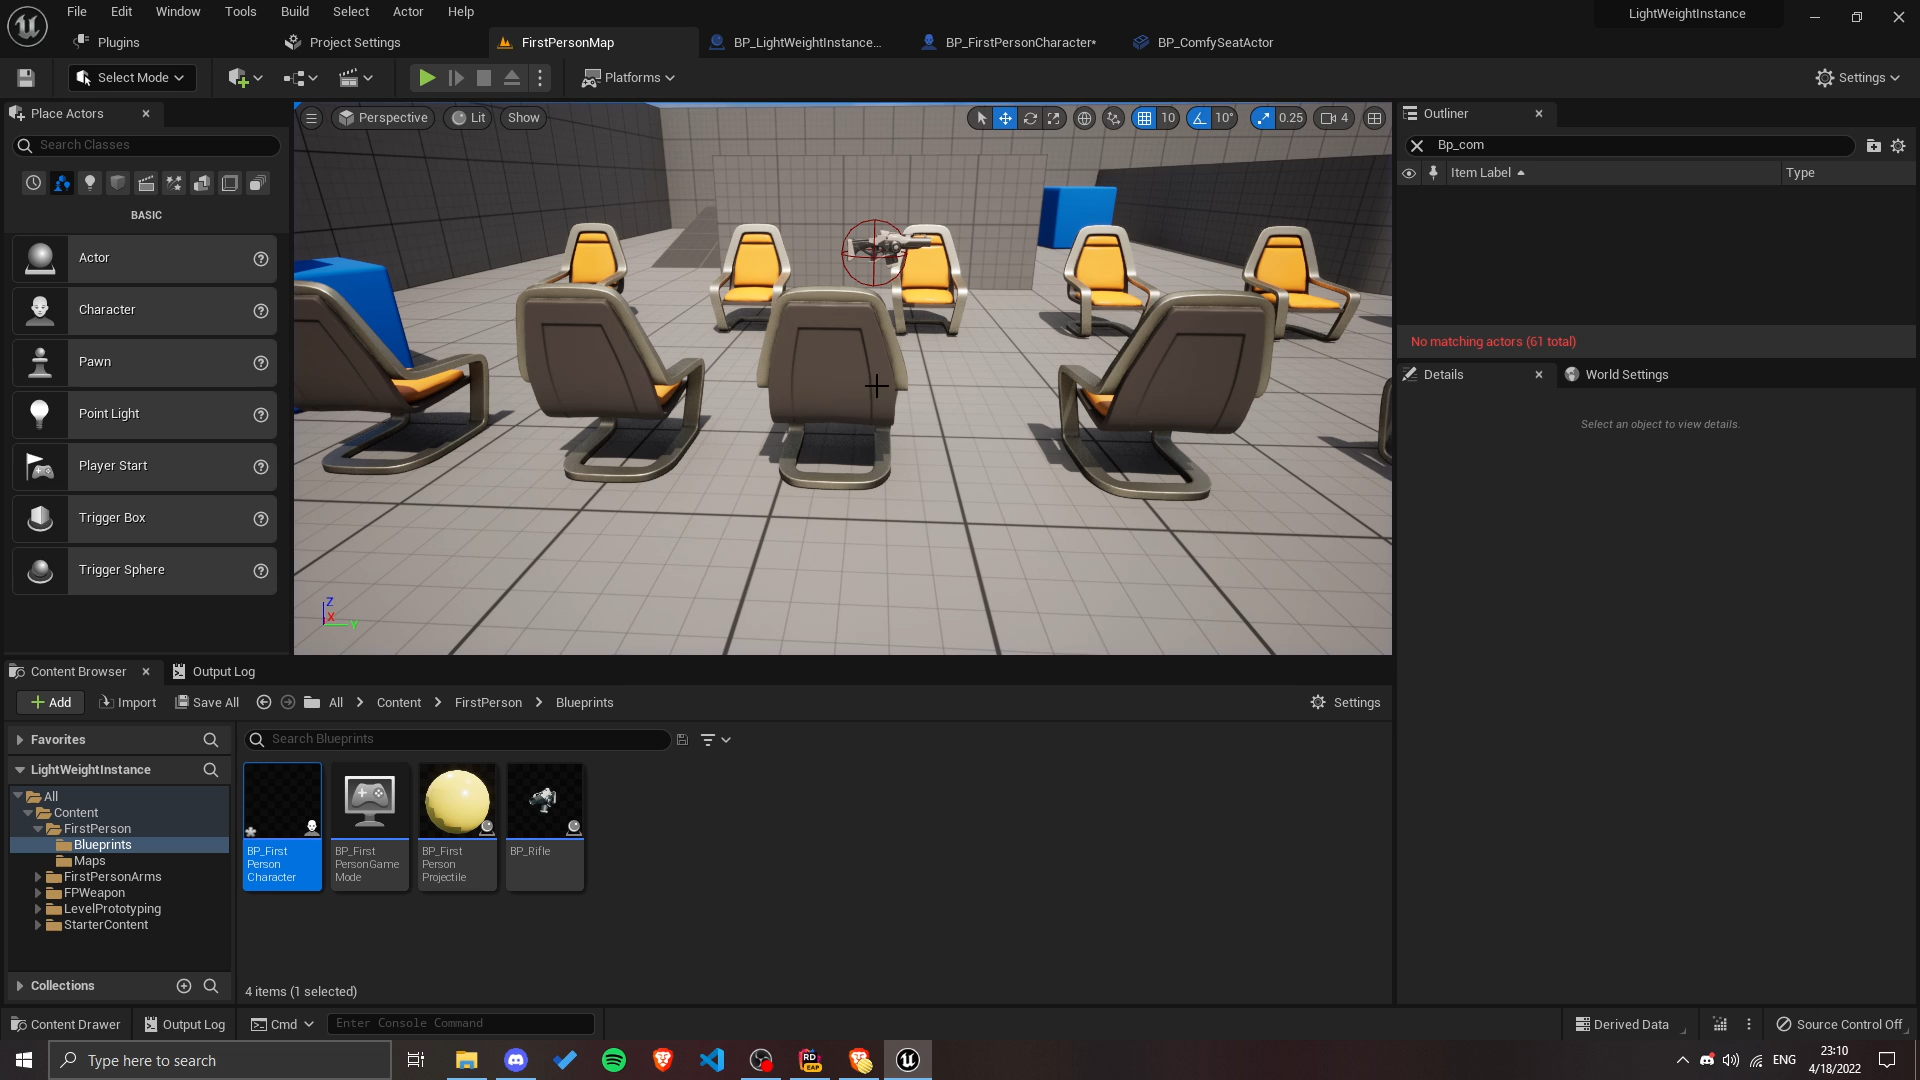 File Edit Window Tools Build Select Actor Help
LightWeightInstance
Plugins
Project Settings
FirstPersonMap
BP_LightWeightInstance...
BP_FirstPersonCharacter*
BP_ComfySeatActor
Select Mode
Platforms
Settings
Place Actors
Search Classes
BASIC
Actor
Character
Pawn
Point Light
Player Start
Trigger Box
Trigger Sphere
Perspective
Lit
Show
10
10°
0.25
4
Z
X
Y
Outliner
Bp_com
Item Label
Type
No matching actors (61 total)
Details
World Settings
Select an object to view details.
Content Browser
Output Log
Add
Import
Save All
All
Content
FirstPerson
Blueprints
Settings
Favorites
LightWeightInstance
All
Content
FirstPerson
Blueprints
Maps
FirstPersonArms
FPWeapon
LevelPrototyping
StarterContent
Collections
Search Blueprints
BP_First
Person
Character
BP_First
PersonGame
Mode
BP_First
Person
Projectile
BP_Rifle
4 items (1 selected)
Content Drawer
Output Log
Cmd
Enter Console Command
Derived Data
Source Control Off
Type here to search
RD
EAP
ENG
23:10
4/18/2022